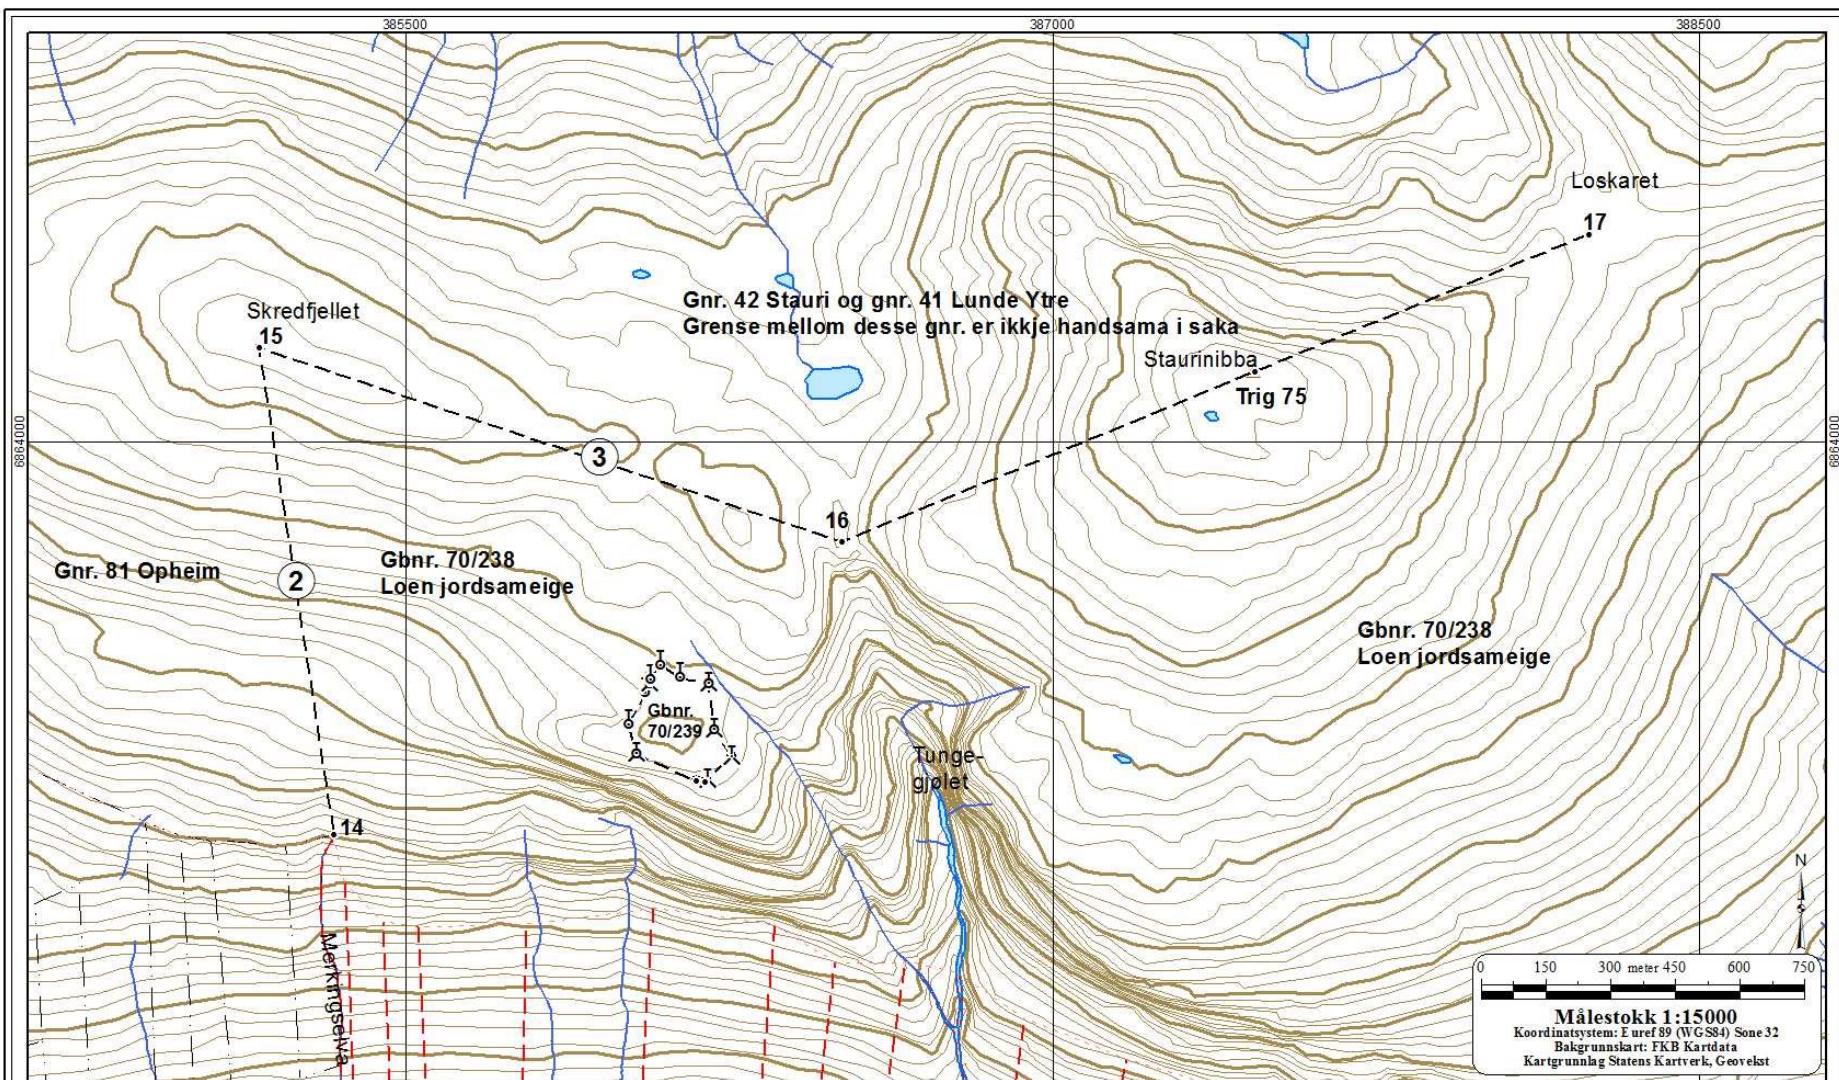 385500
387000
388500
Loskaret
17
Gnr. 42 Stauri og gnr. 41 Lunde Ytre
Grense mellom desse gnr. er ikkje handsama i saka
Skredfjellet
15
Staurinibba
Trig 75
6864000
6864000
3
16
Gnr. 81 Opheim
2
Gbnr. 70/238
Loen jordsameige
Gbnr. 70/238
Loen jordsameige
Gbnr.
70/239
Tunge-
gjølet
14
Merkingselva
N
0 150 300 meter 450 600 750
Målestokk 1:15000
Koordinatsystem: Euref 89 (WGS84) Sone 32
Bakgrunnskart: FKB Kartdata
Kartgrunnlag Statens Kartverk, Geovekst